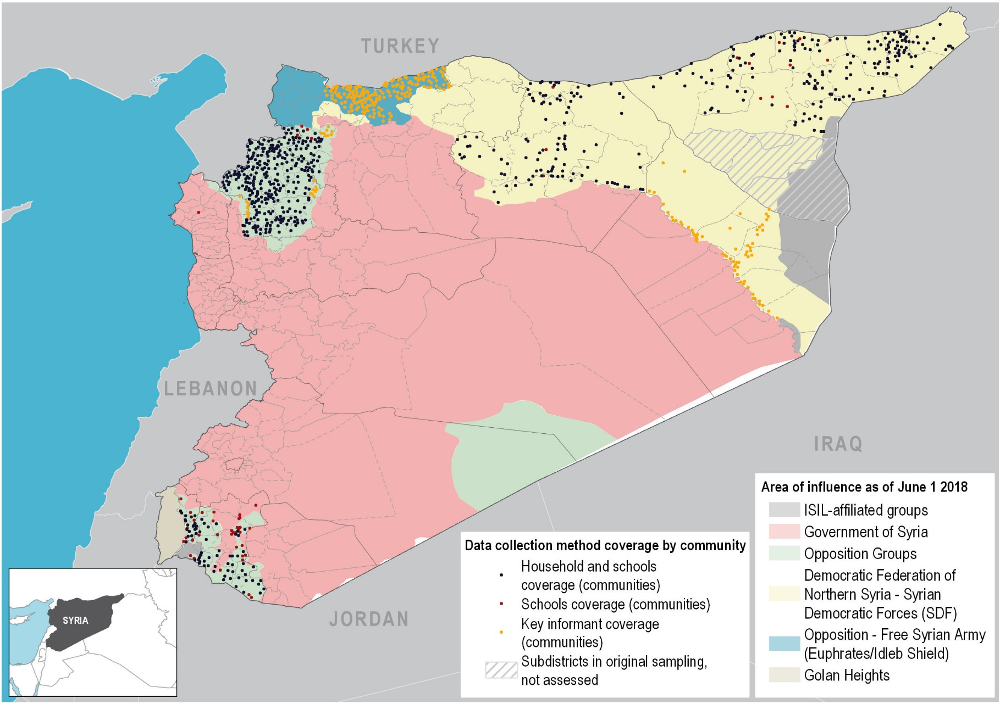 TURKEY
LEBANON
IRAQ
JORDAN
SYRIA
Data collection method coverage by community
Household and schools
coverage (communities)
Schools coverage (communities)
Key informant coverage
(communities)
Subdistricts in original sampling,
not assessed
Area of influence as of June 1 2018
ISIL-affiliated groups
Government of Syria
Opposition Groups
Democratic Federation of
Northern Syria - Syrian
Democratic Forces (SDF)
Opposition - Free Syrian Army
(Euphrates/Idleb Shield)
Golan Heights